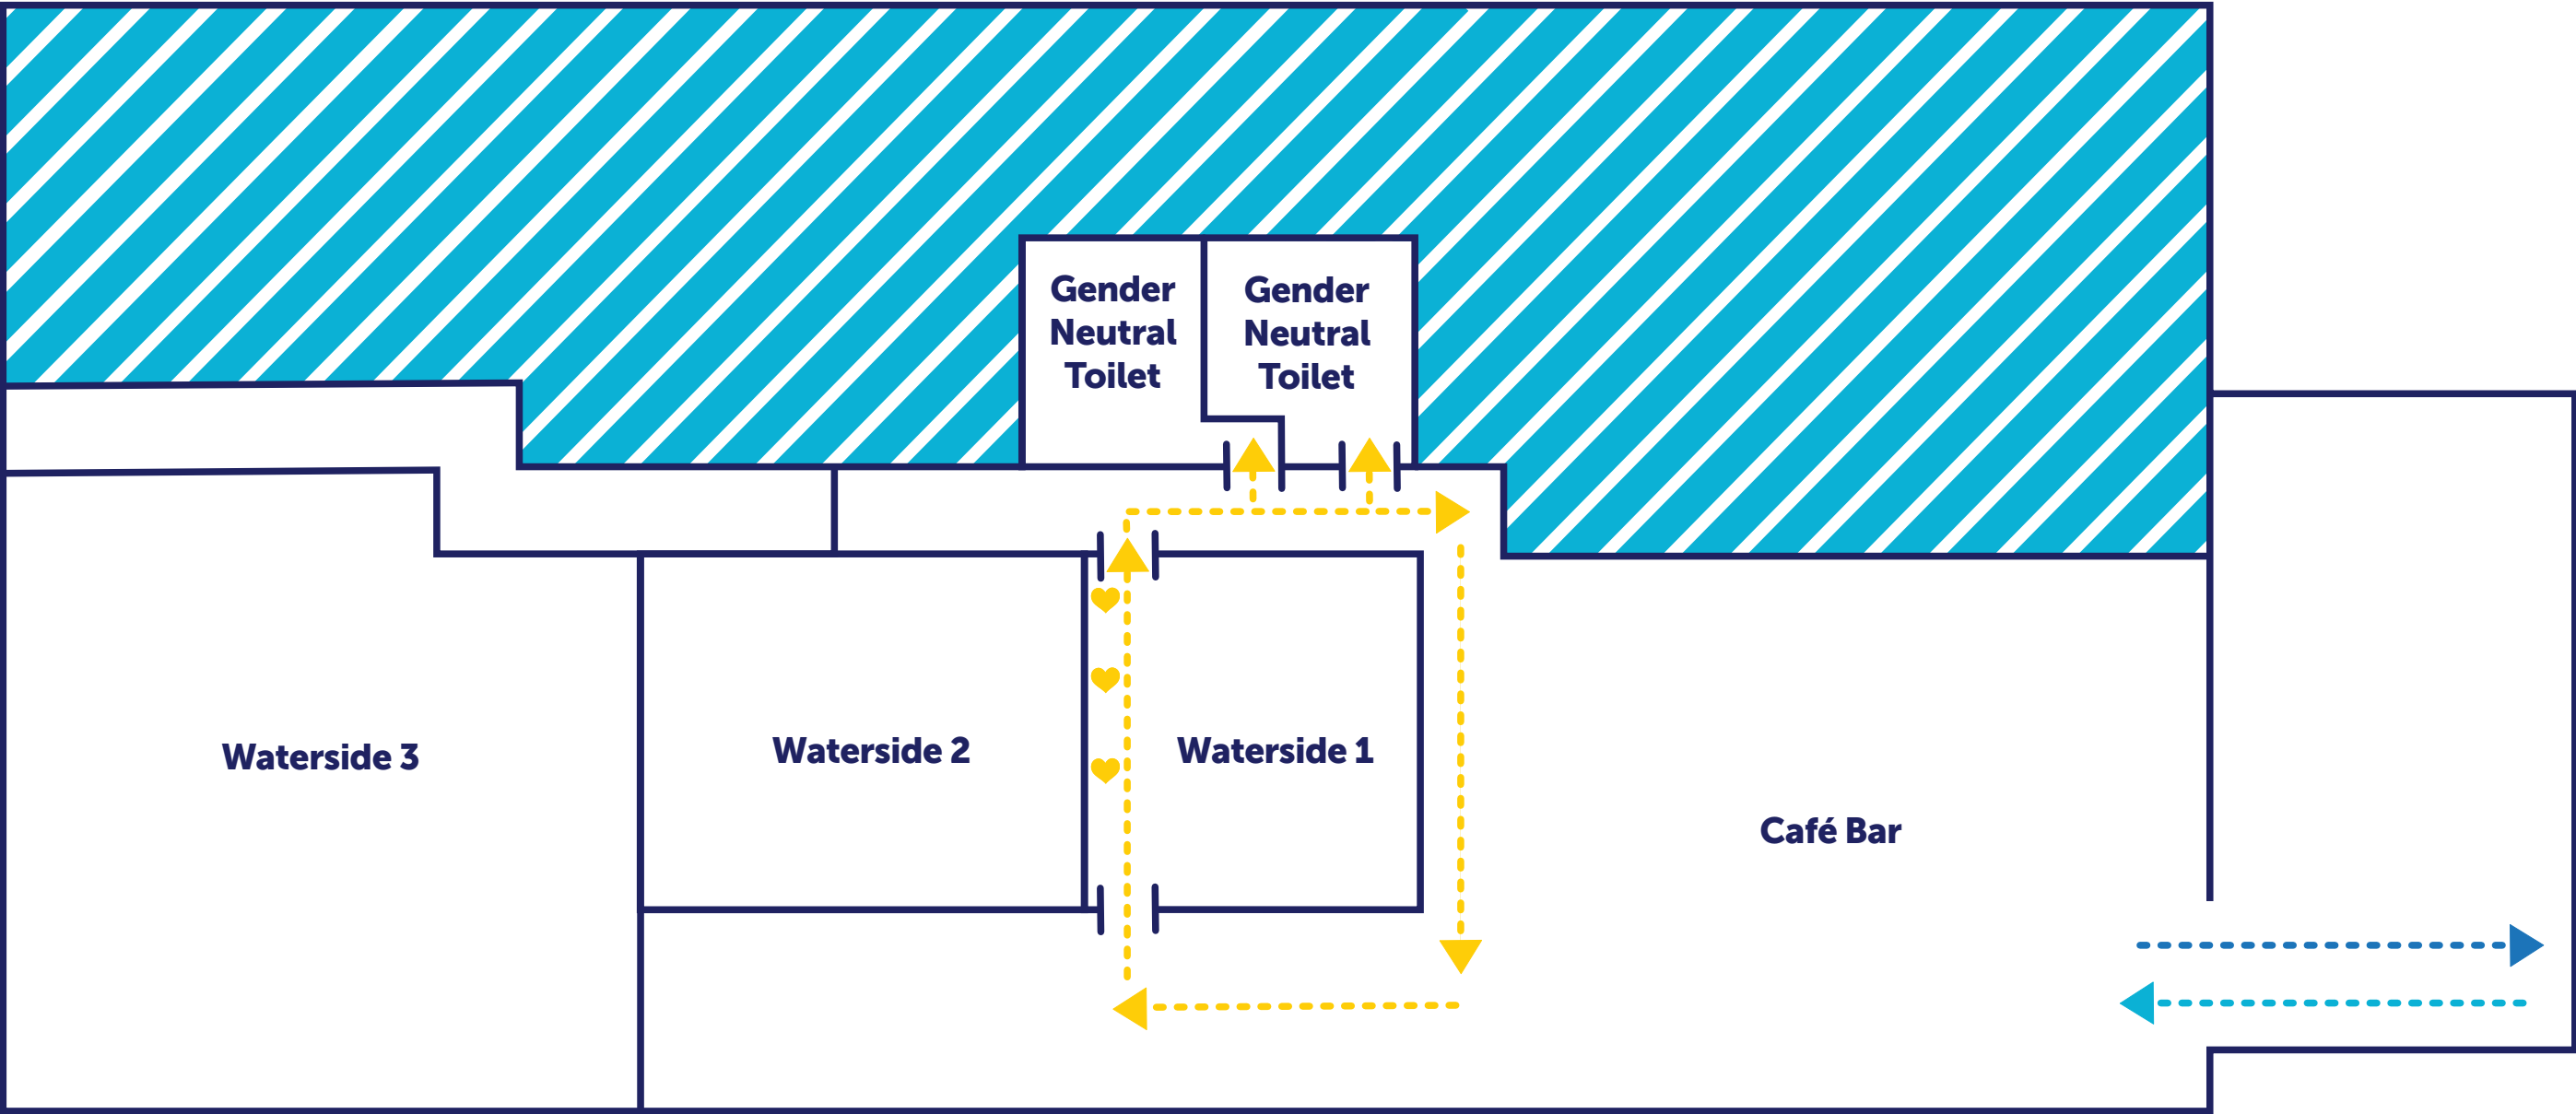 Gender
Neutral
Toilet
Gender
Neutral
Toilet
Waterside 3
Waterside 2
Waterside 1
Café Bar